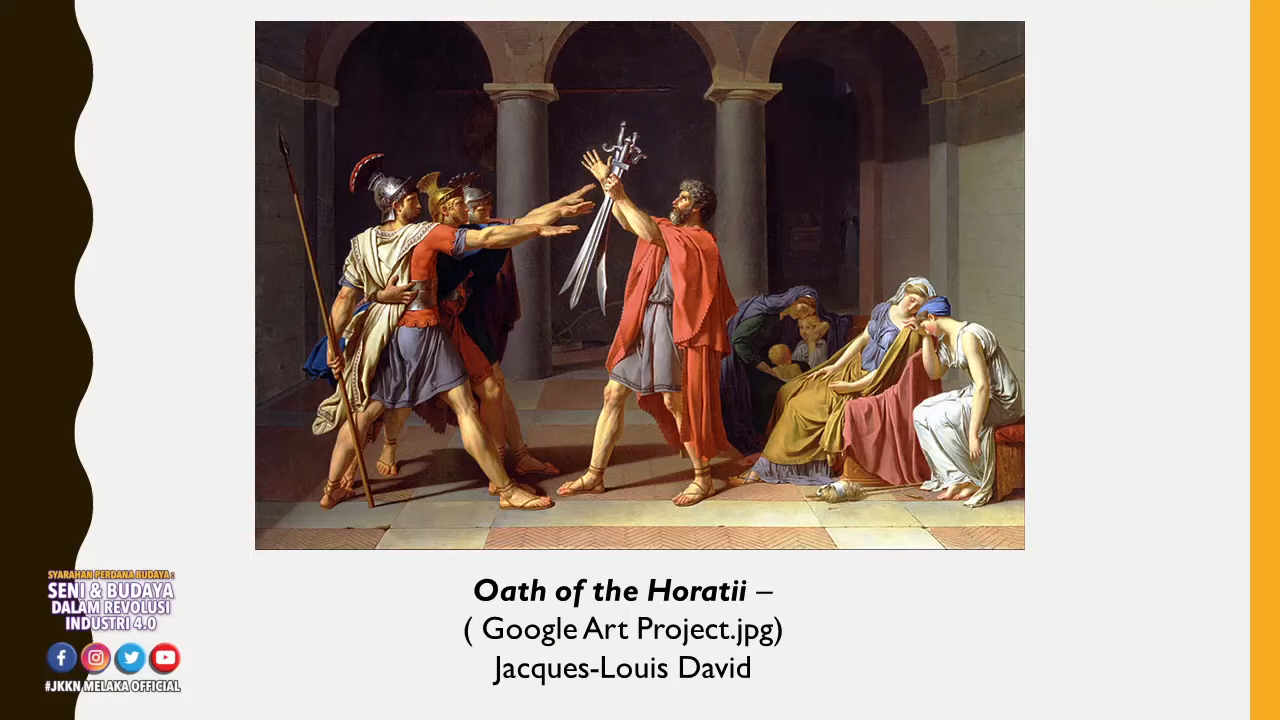 Oath of the Horatii –
( Google Art Project.jpg)
Jacques-Louis David
SYARAHAN PERDANA BUDAYA :
SENI & BUDAYA
DALAM REVOLUSI
INDUSTRI 4.0
#JKKN MELAKA OFFICIAL